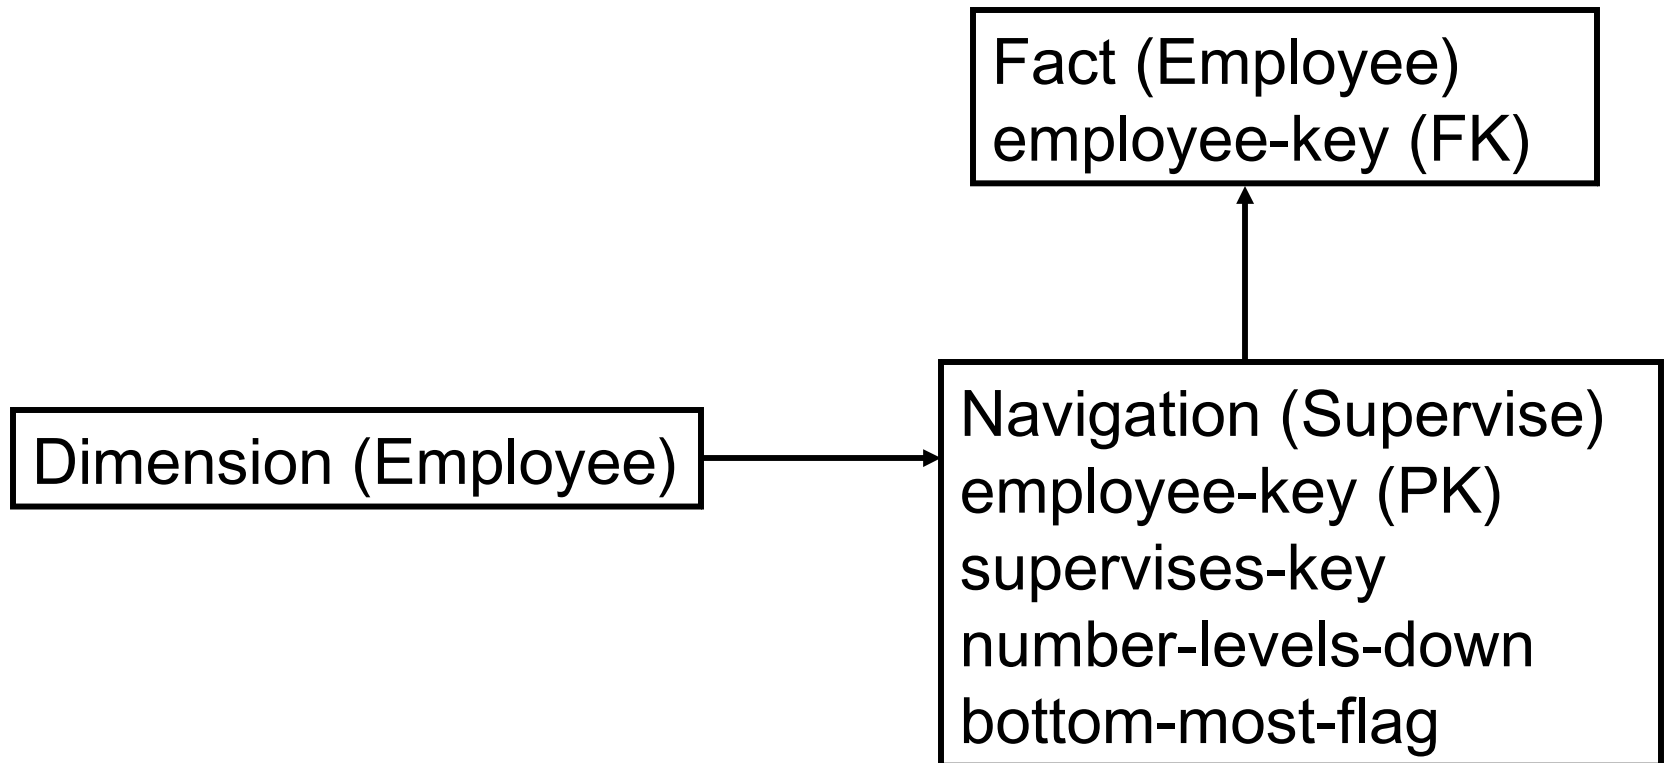 Fact (Employee)
employee-key (FK)
Dimension (Employee)
Navigation (Supervise)
employee-key (PK)
supervises-key
number-levels-down
bottom-most-flag